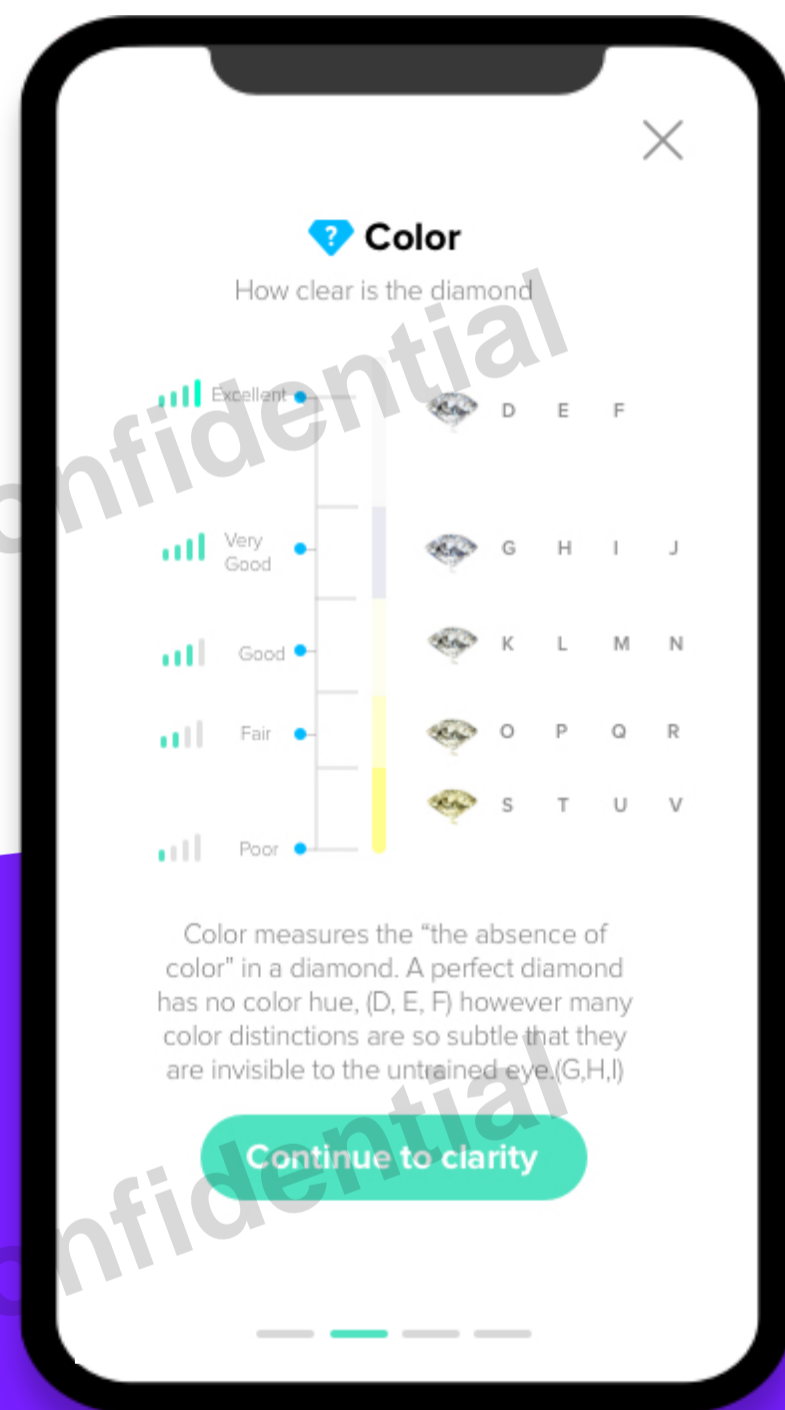 ?
Color
How clear is the diamond
Excellent
D E F
Very
Good
G H I J
Good
K L M N
Fair
O P Q R
S T U V
Poor
Color measures the “the absence of
color” in a diamond. A perfect diamond
has no color hue, (D, E, F) however many
color distinctions are so subtle that they
are invisible to the untrained eye.(G,H,I)
Continue to clarity
onfidential
onfidential